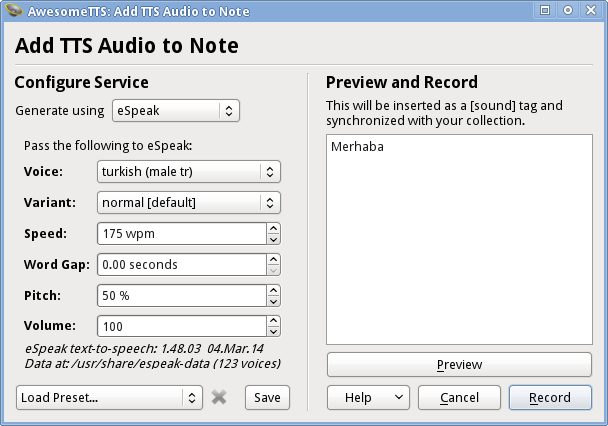 AwesomeTTS: Add TTS Audio to Note
Add TTS Audio to Note
Configure Service
Generate using eSpeak
Pass the following to eSpeak:
Voice: turkish (male tr)
Variant: normal [default]
Speed: 175 wpm
Word Gap: 0.00 seconds
Pitch: 50 %
Volume: 100
eSpeak text-to-speech: 1.48.03 04.Mar.14
Data at: /usr/share/espeak-data (123 voices)
Load Preset... Save
Preview and Record
This will be inserted as a [sound] tag and
synchronized with your collection.
Merhaba
Preview
Help Cancel Record